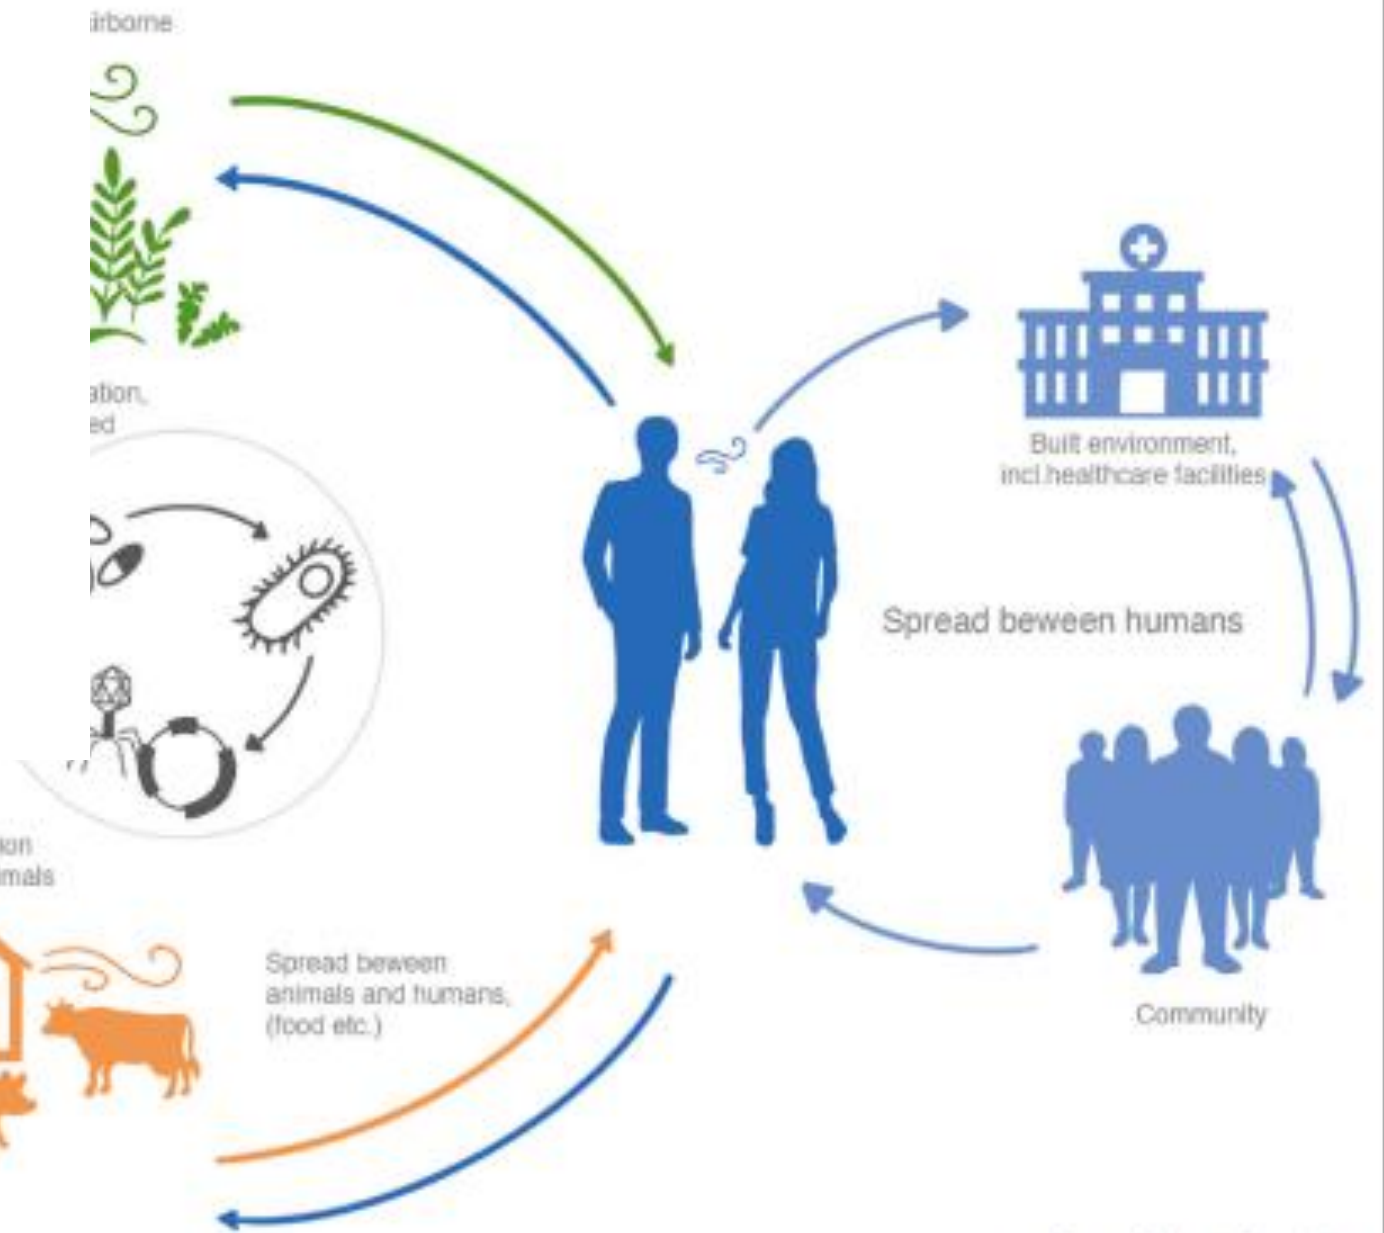 irborne
ation,
ed
Built environment,
incl.healthcare facilities
Spread beween humans
ion
mals
Spread beween
animals and humans,
(food etc.)
Community